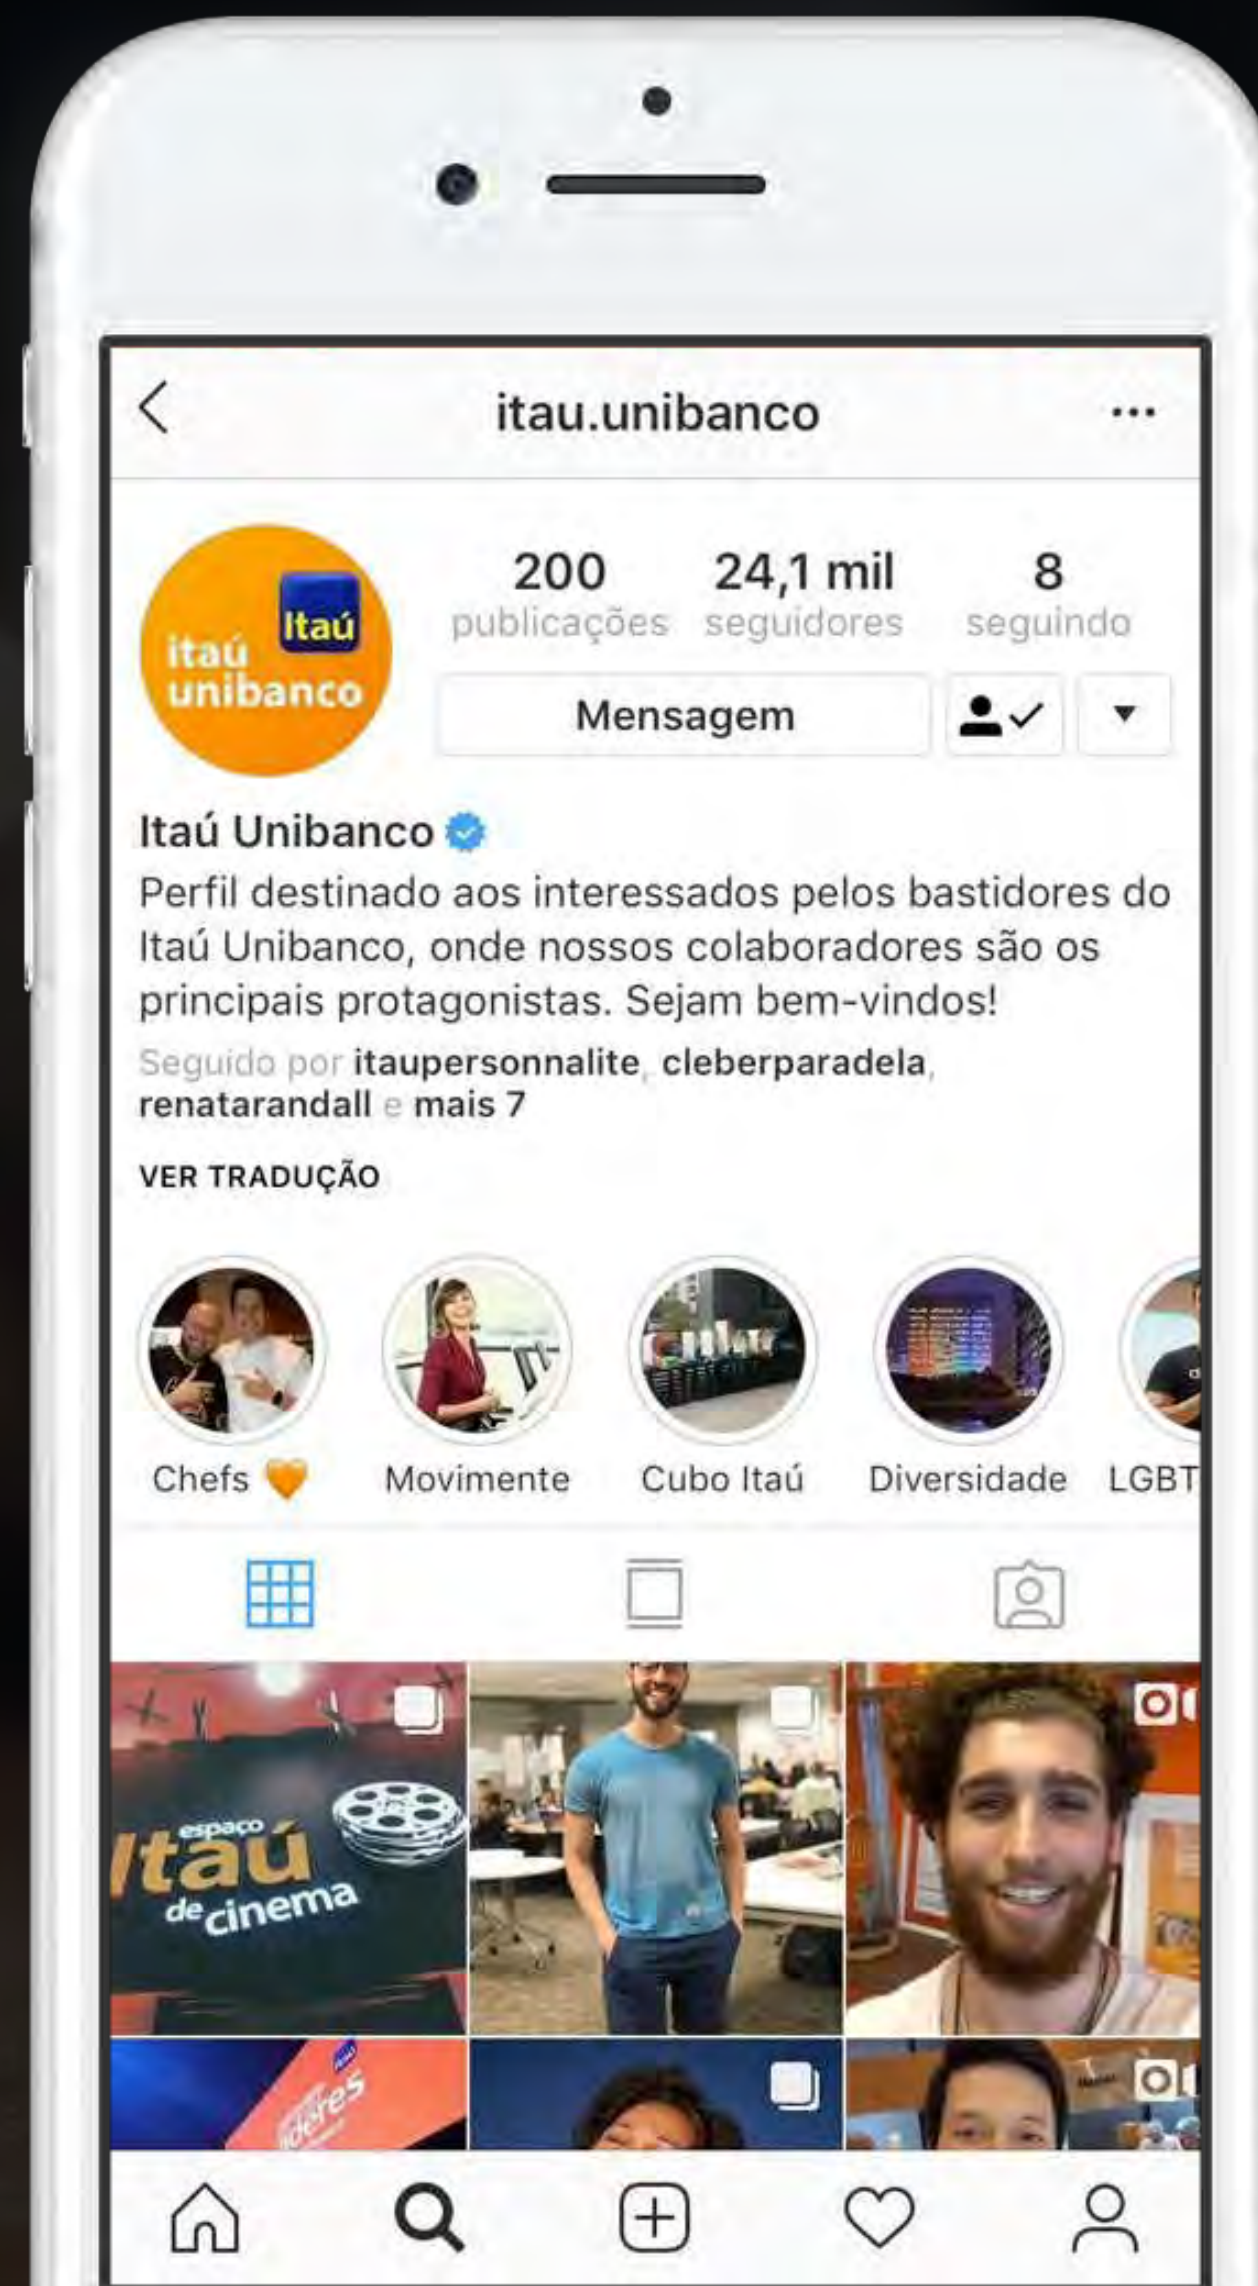 itau.unibanco
Itaú
itaú
unibanco
200
24,1 mil
8
publicações
seguidores
seguindo
Mensagem
Itaú Unibanco
Perfil destinado aos interessados pelos bastidores do
Itaú Unibanco, onde nossos colaboradores são os
principais protagonistas. Sejam bem-vindos!
Seguido por itaupersonnalite, cleberparadela,
renatarandall e mais 7
VER TRADUÇÃO
Chefs 🧡
Movimente
Cubo Itaú
Diversidade
LGBT
espaço
Itaú
de cinema